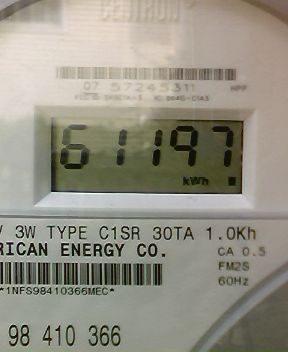 CENTRON
07 57245311
61197
kWh
3W TYPE C1SR 30TA 1.0Kh
RICAN ENERGY CO.
CA 0.5
FM2S
60Hz
*1NFS98410366MEC*
98 410 366